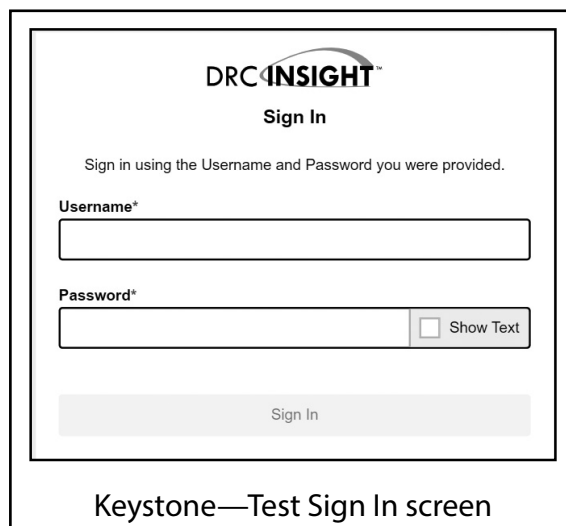 DRC INSIGHT™
Sign In
Sign in using the Username and Password you were provided.
Username*
Password*
Show Text
Sign In
Keystone—Test Sign In screen